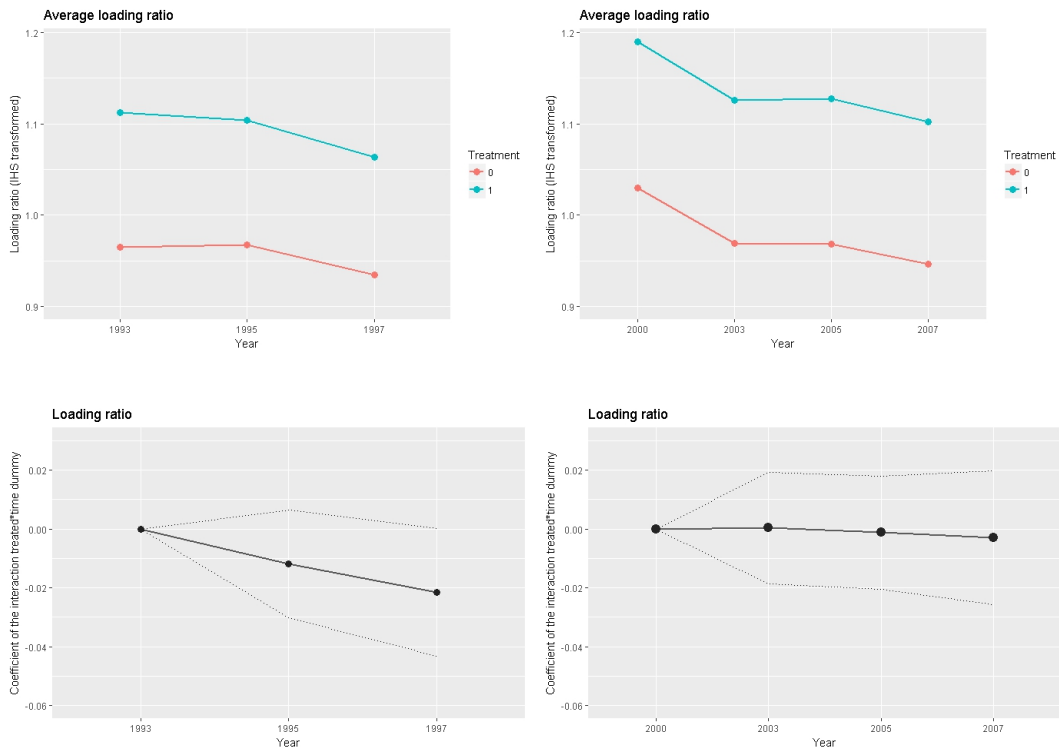 Average loading ratio
Loading ratio (IHS transformed)
1.2
1.1
1.0
0.9
1993
1995
1997
Year
Treatment
0
1
Average loading ratio
Loading ratio (IHS transformed)
1.2
1.1
1.0
0.9
2000
2003
2005
2007
Year
Treatment
0
1
Loading ratio
Coefficient of the interaction treated*time dummy
0.02
0.00
-0.02
-0.04
-0.06
1993
1995
1997
Year
Loading ratio
Coefficient of the interaction treated*time dummy
0.02
0.00
-0.02
-0.04
-0.06
2000
2003
2005
2007
Year